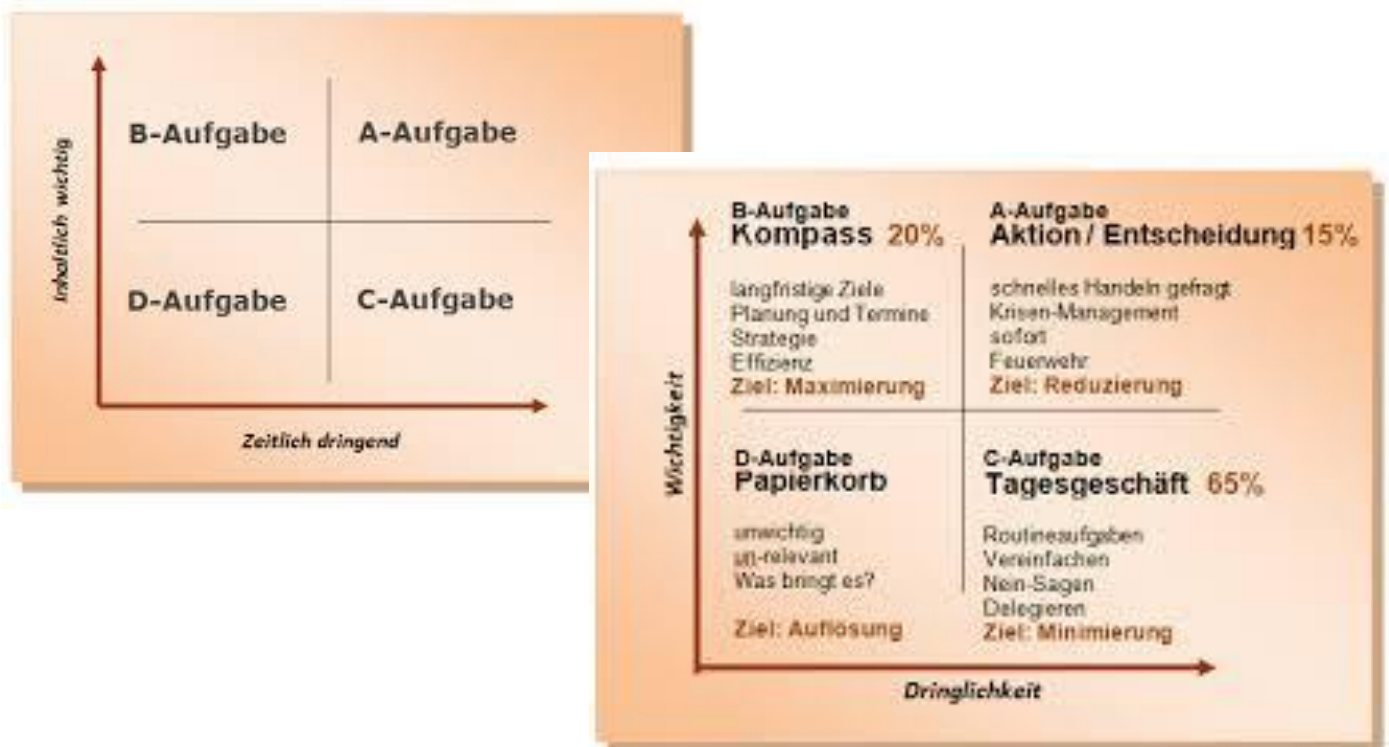 Inhaltlich wichtig
B-Aufgabe
A-Aufgabe
D-Aufgabe
C-Aufgabe
Zeitlich dringend
Wichtigkeit
B-Aufgabe
Kompass 20%
langfristige Ziele
Planung und Termine
Strategie
Effizienz
Ziel: Maximierung
A-Aufgabe
Aktion / Entscheidung 15%
schnelles Handeln gefragt
Krisen-Management
sofort
Feuerwehr
Ziel: Reduzierung
D-Aufgabe
Papierkorb
unwichtig
un-relevant
Was bringt es?
Ziel: Auflösung
C-Aufgabe
Tagesgeschäft 65%
Routineaufgaben
Vereinfachen
Nein-Sagen
Delegieren
Ziel: Minimierung
Dringlichkeit